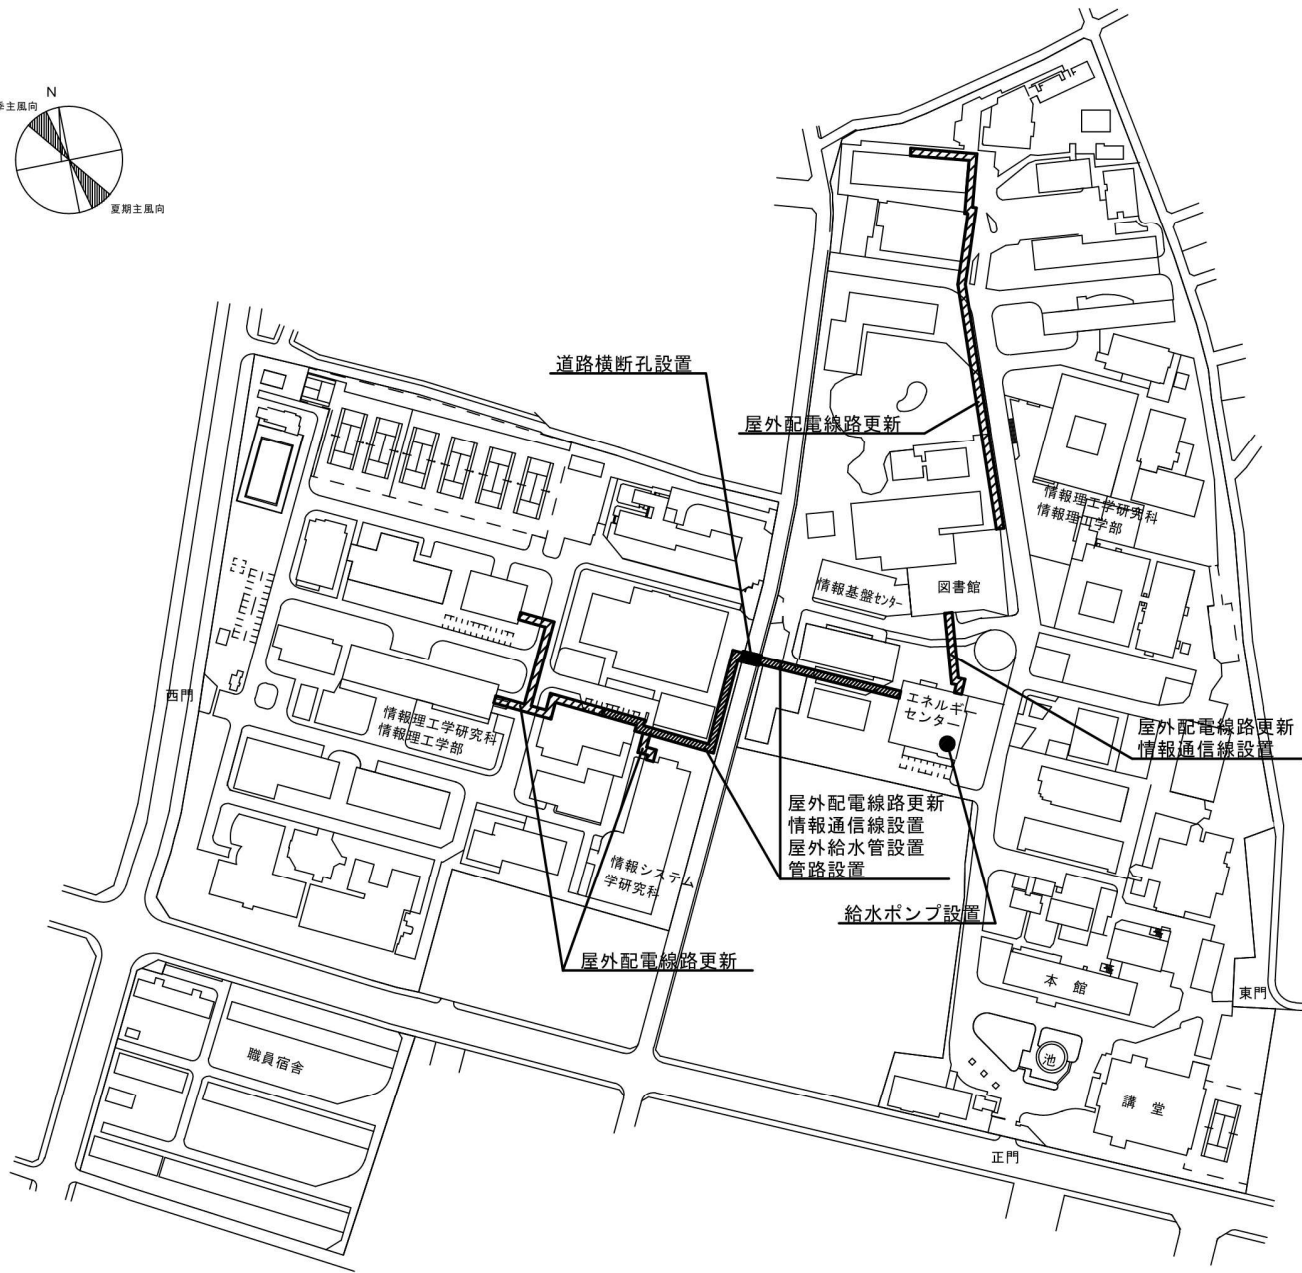 N
季主風向
夏期主風向
道路横断孔設置
屋外配電線路更新
情報理工学研究科
情報理工学部
情報基盤センター
図書館
西門
情報理工学研究科
情報理工学部
エネルギー
センター
屋外配電線路更新
情報通信線設置
屋外配電線路更新
情報通信線設置
屋外給水管設置
管路設置
情報システム
学研究科
給水ポンプ設置
屋外配電線路更新
本館
東門
職員宿舎
池
講堂
正門